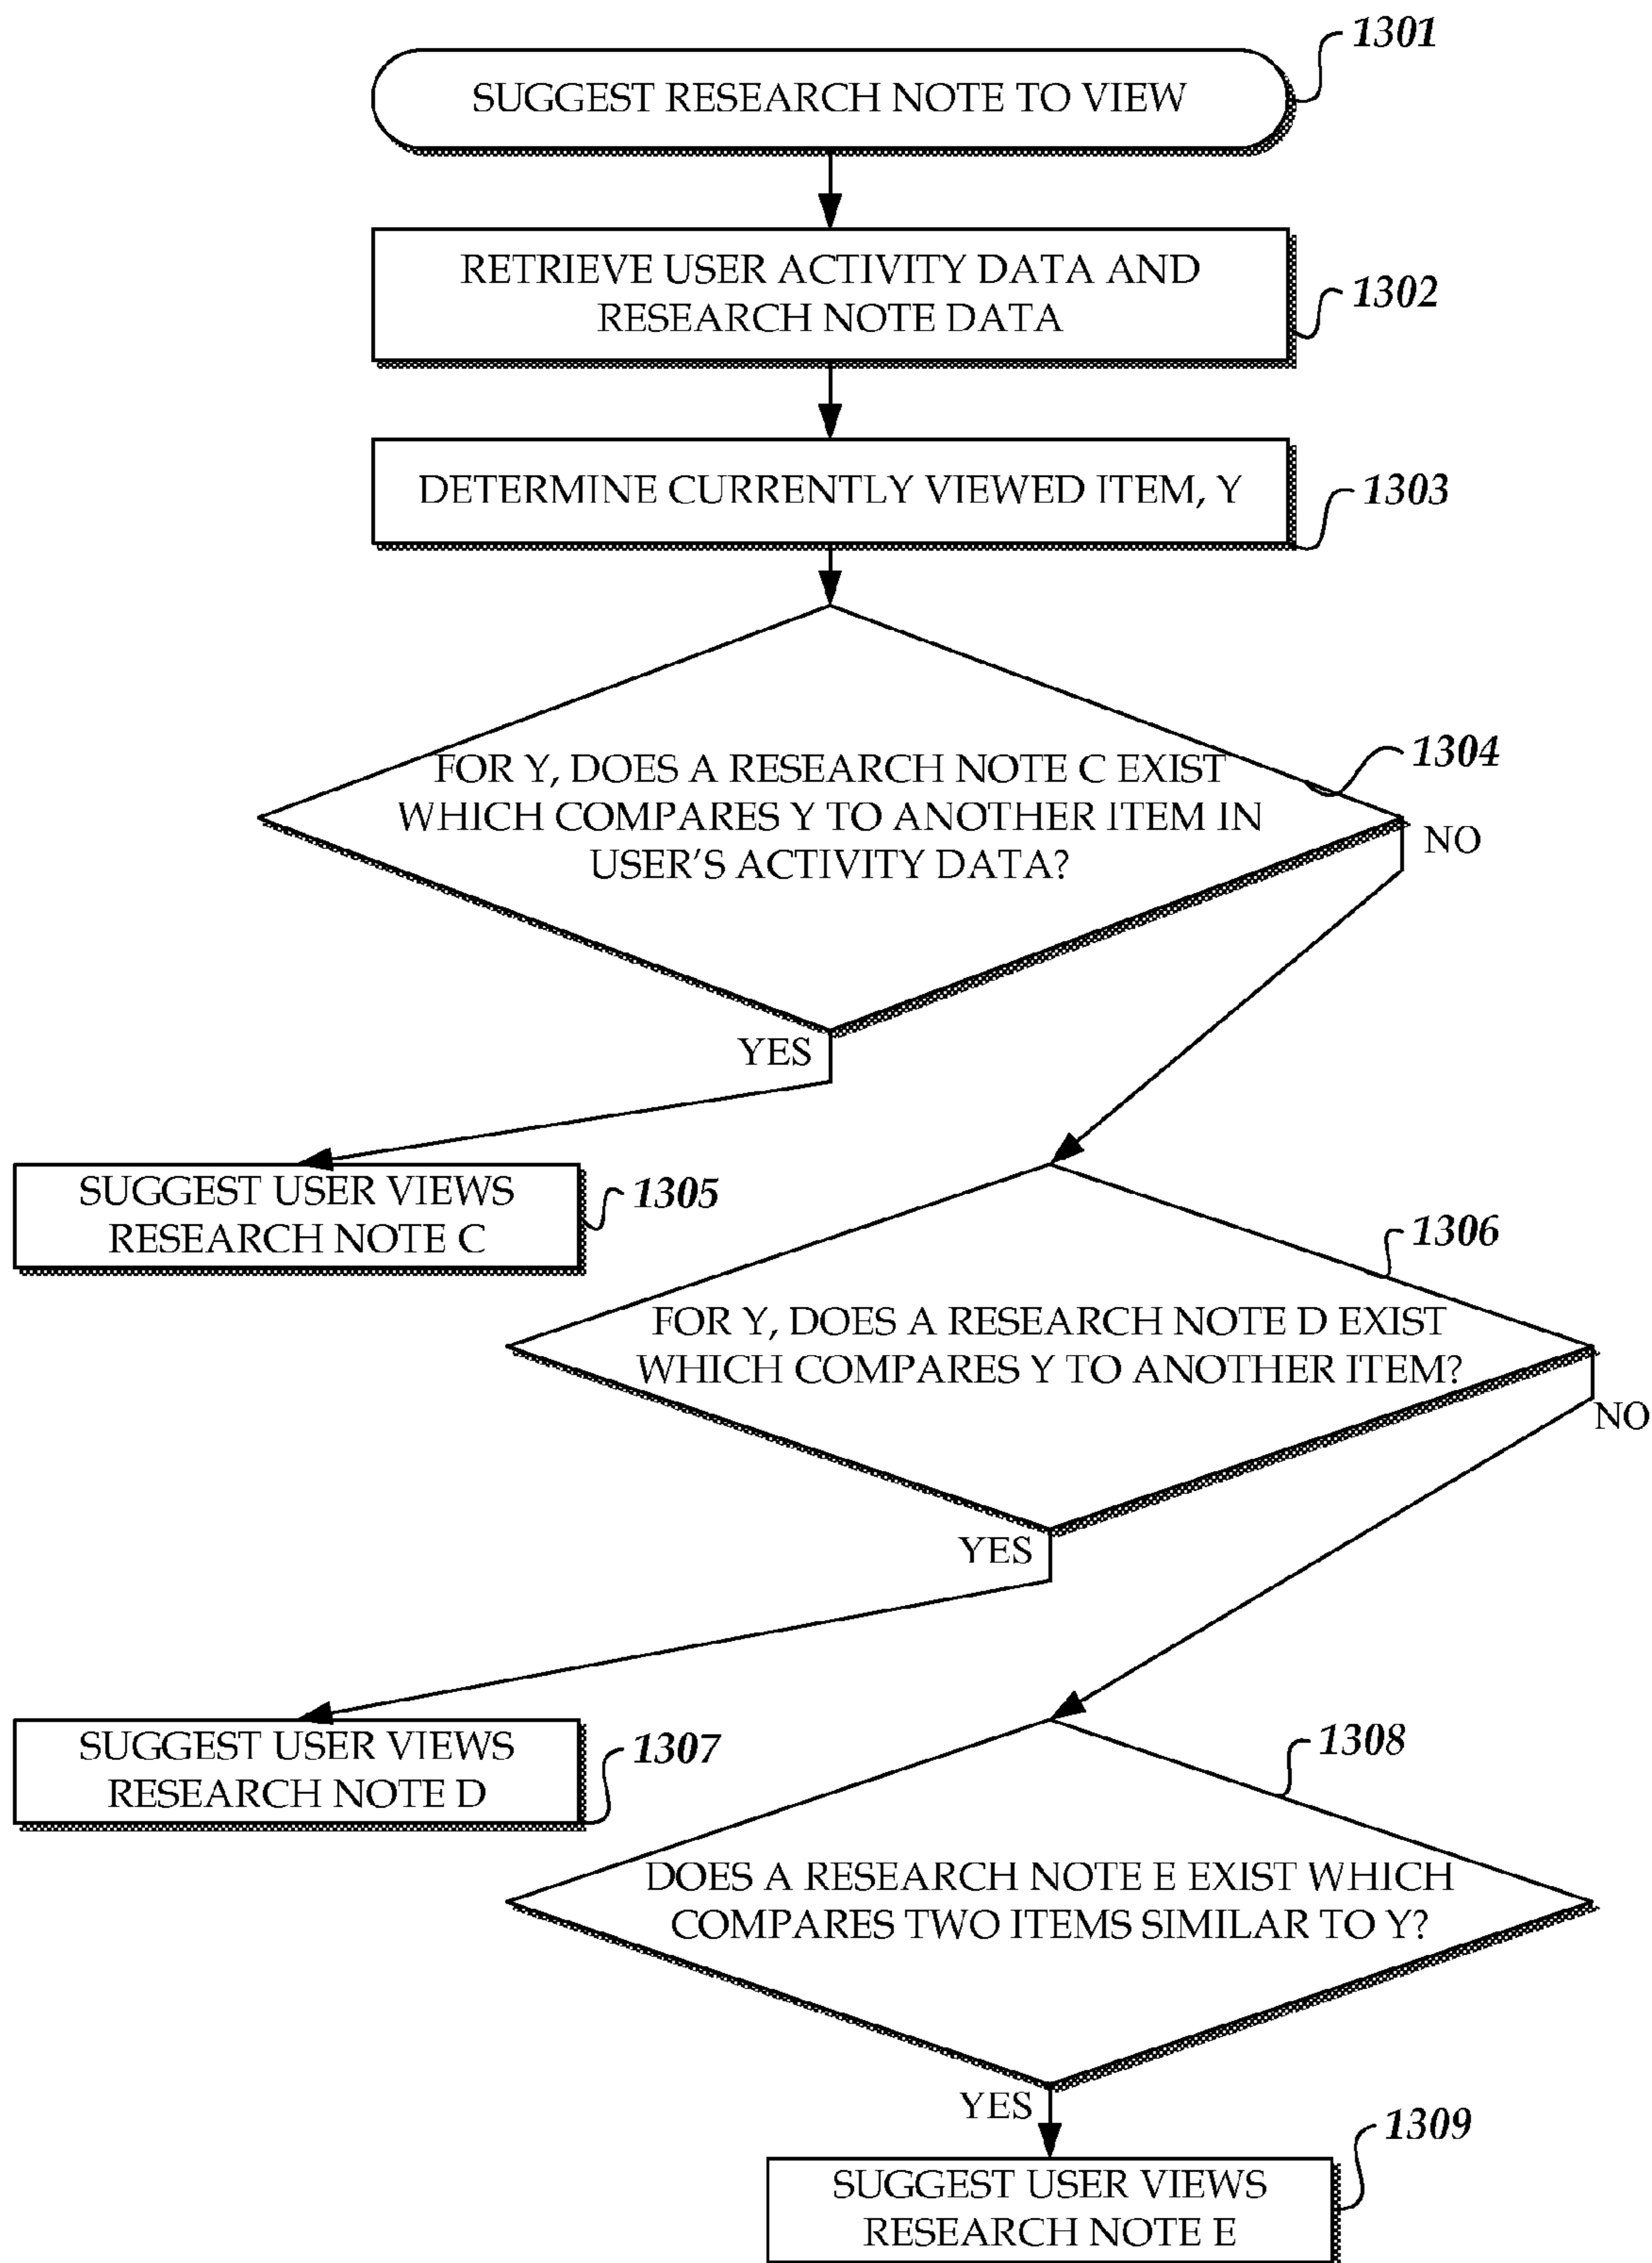 1301
SUGGEST RESEARCH NOTE TO VIEW
RETRIEVE USER ACTIVITY DATA AND
RESEARCH NOTE DATA
1302
DETERMINE CURRENTLY VIEWED ITEM, Y
1303
1304
FOR Y, DOES A RESEARCH NOTE C EXIST
WHICH COMPARES Y TO ANOTHER ITEM IN
USER'S ACTIVITY DATA?
NO
YES
SUGGEST USER VIEWS
RESEARCH NOTE C
1305
1306
FOR Y, DOES A RESEARCH NOTE D EXIST
WHICH COMPARES Y TO ANOTHER ITEM?
NO
YES
SUGGEST USER VIEWS
RESEARCH NOTE D
1307
1308
DOES A RESEARCH NOTE E EXIST WHICH
COMPARES TWO ITEMS SIMILAR TO Y?
YES
1309
SUGGEST USER VIEWS
RESEARCH NOTE E